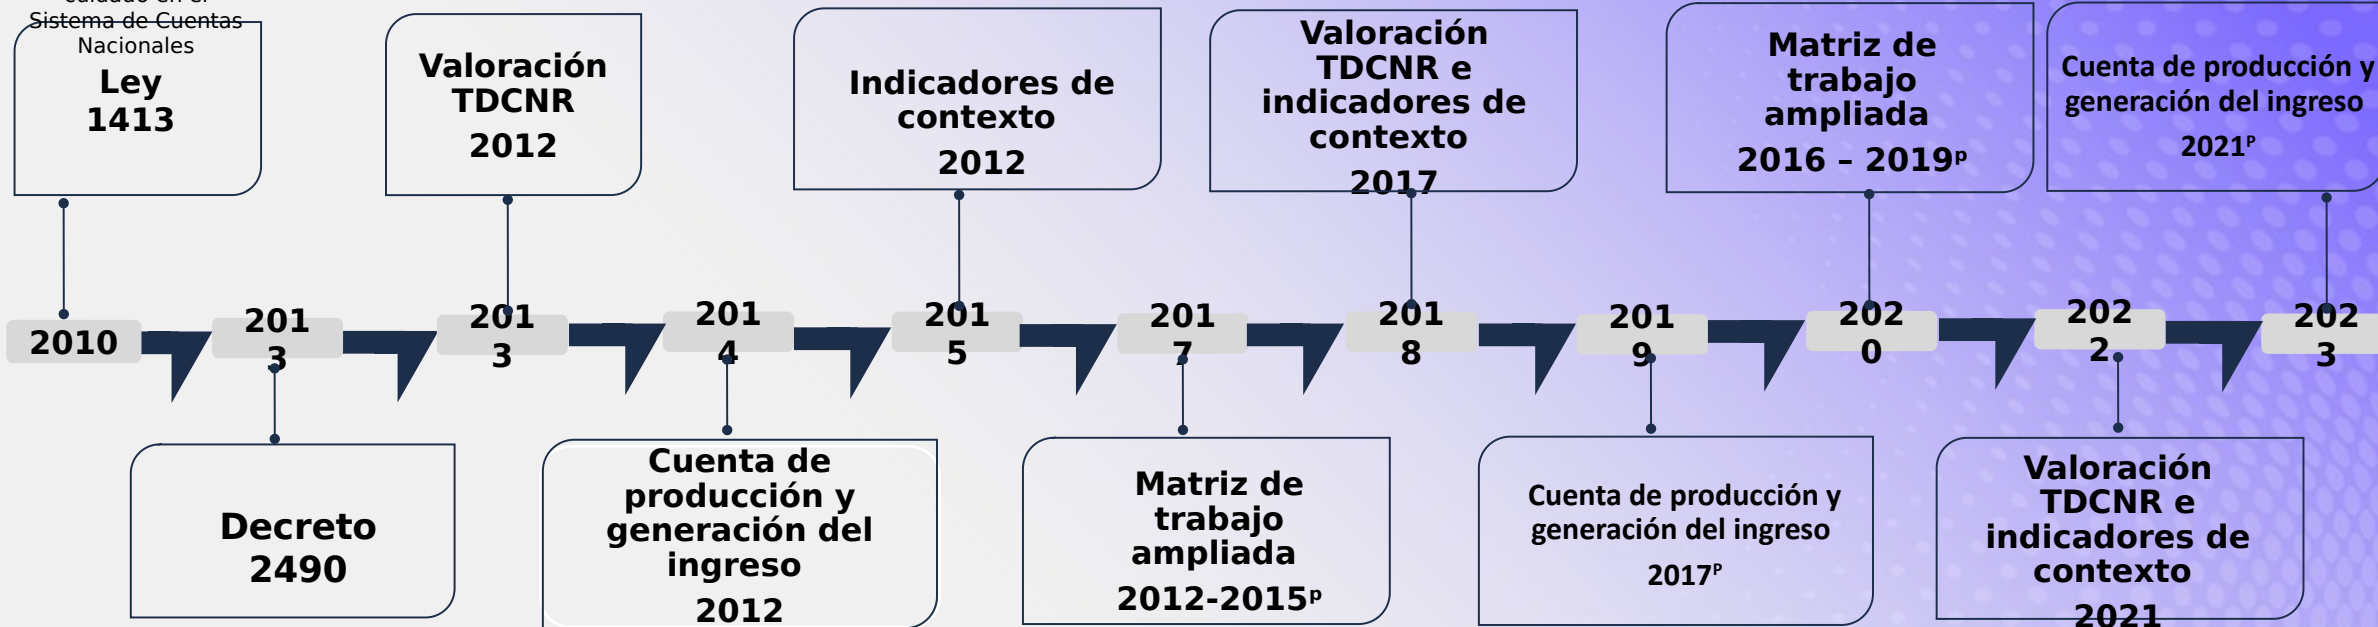 cuidado en el
Sistema de Cuentas
Nacionales
Ley
1413
Valoración
TDCNR
2012
Indicadores de
contexto
2012
Valoración
TDCNR e
indicadores de
contexto
2017
Matriz de
trabajo
ampliada
2016 – 2019ᵖ
Cuenta de producción y
generación del ingreso
2021ᴾ
2010
201
3
201
3
201
4
201
5
201
7
201
8
201
9
202
0
202
2
202
3
Decreto
2490
Cuenta de
producción y
generación del
ingreso
2012
Matriz de
trabajo
ampliada
2012-2015ᵖ
Cuenta de producción y
generación del ingreso
2017ᴾ
Valoración
TDCNR e
indicadores de
contexto
2021